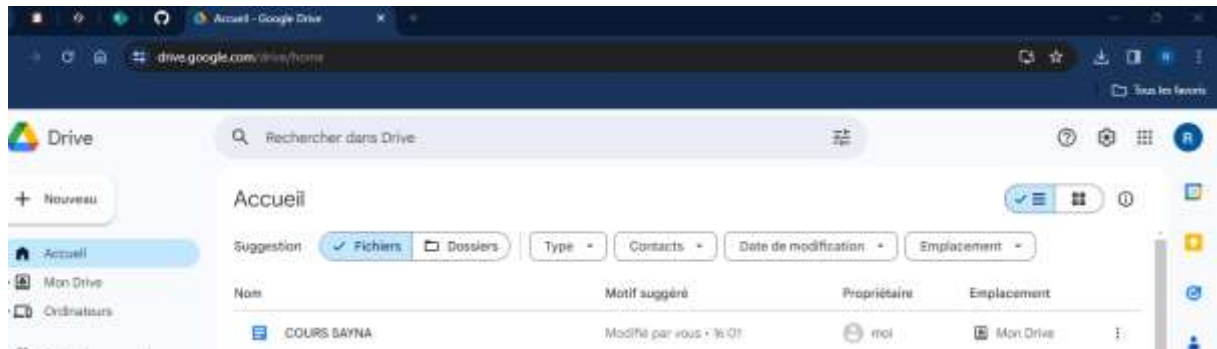 Accueil - Google Drive
drive.google.com/drive/home
Tous les favoris
Drive
Rechercher dans Drive
R
Nouveau
Accueil
Suggestion Fichiers Dossiers Type Contacts Date de modification Emplacement
Accueil
Mon Drive
Ordinateurs
Nom Motif suggéré Propriétaire Emplacement
COURS SAYNA Modifié par vous • moi Mon Drive